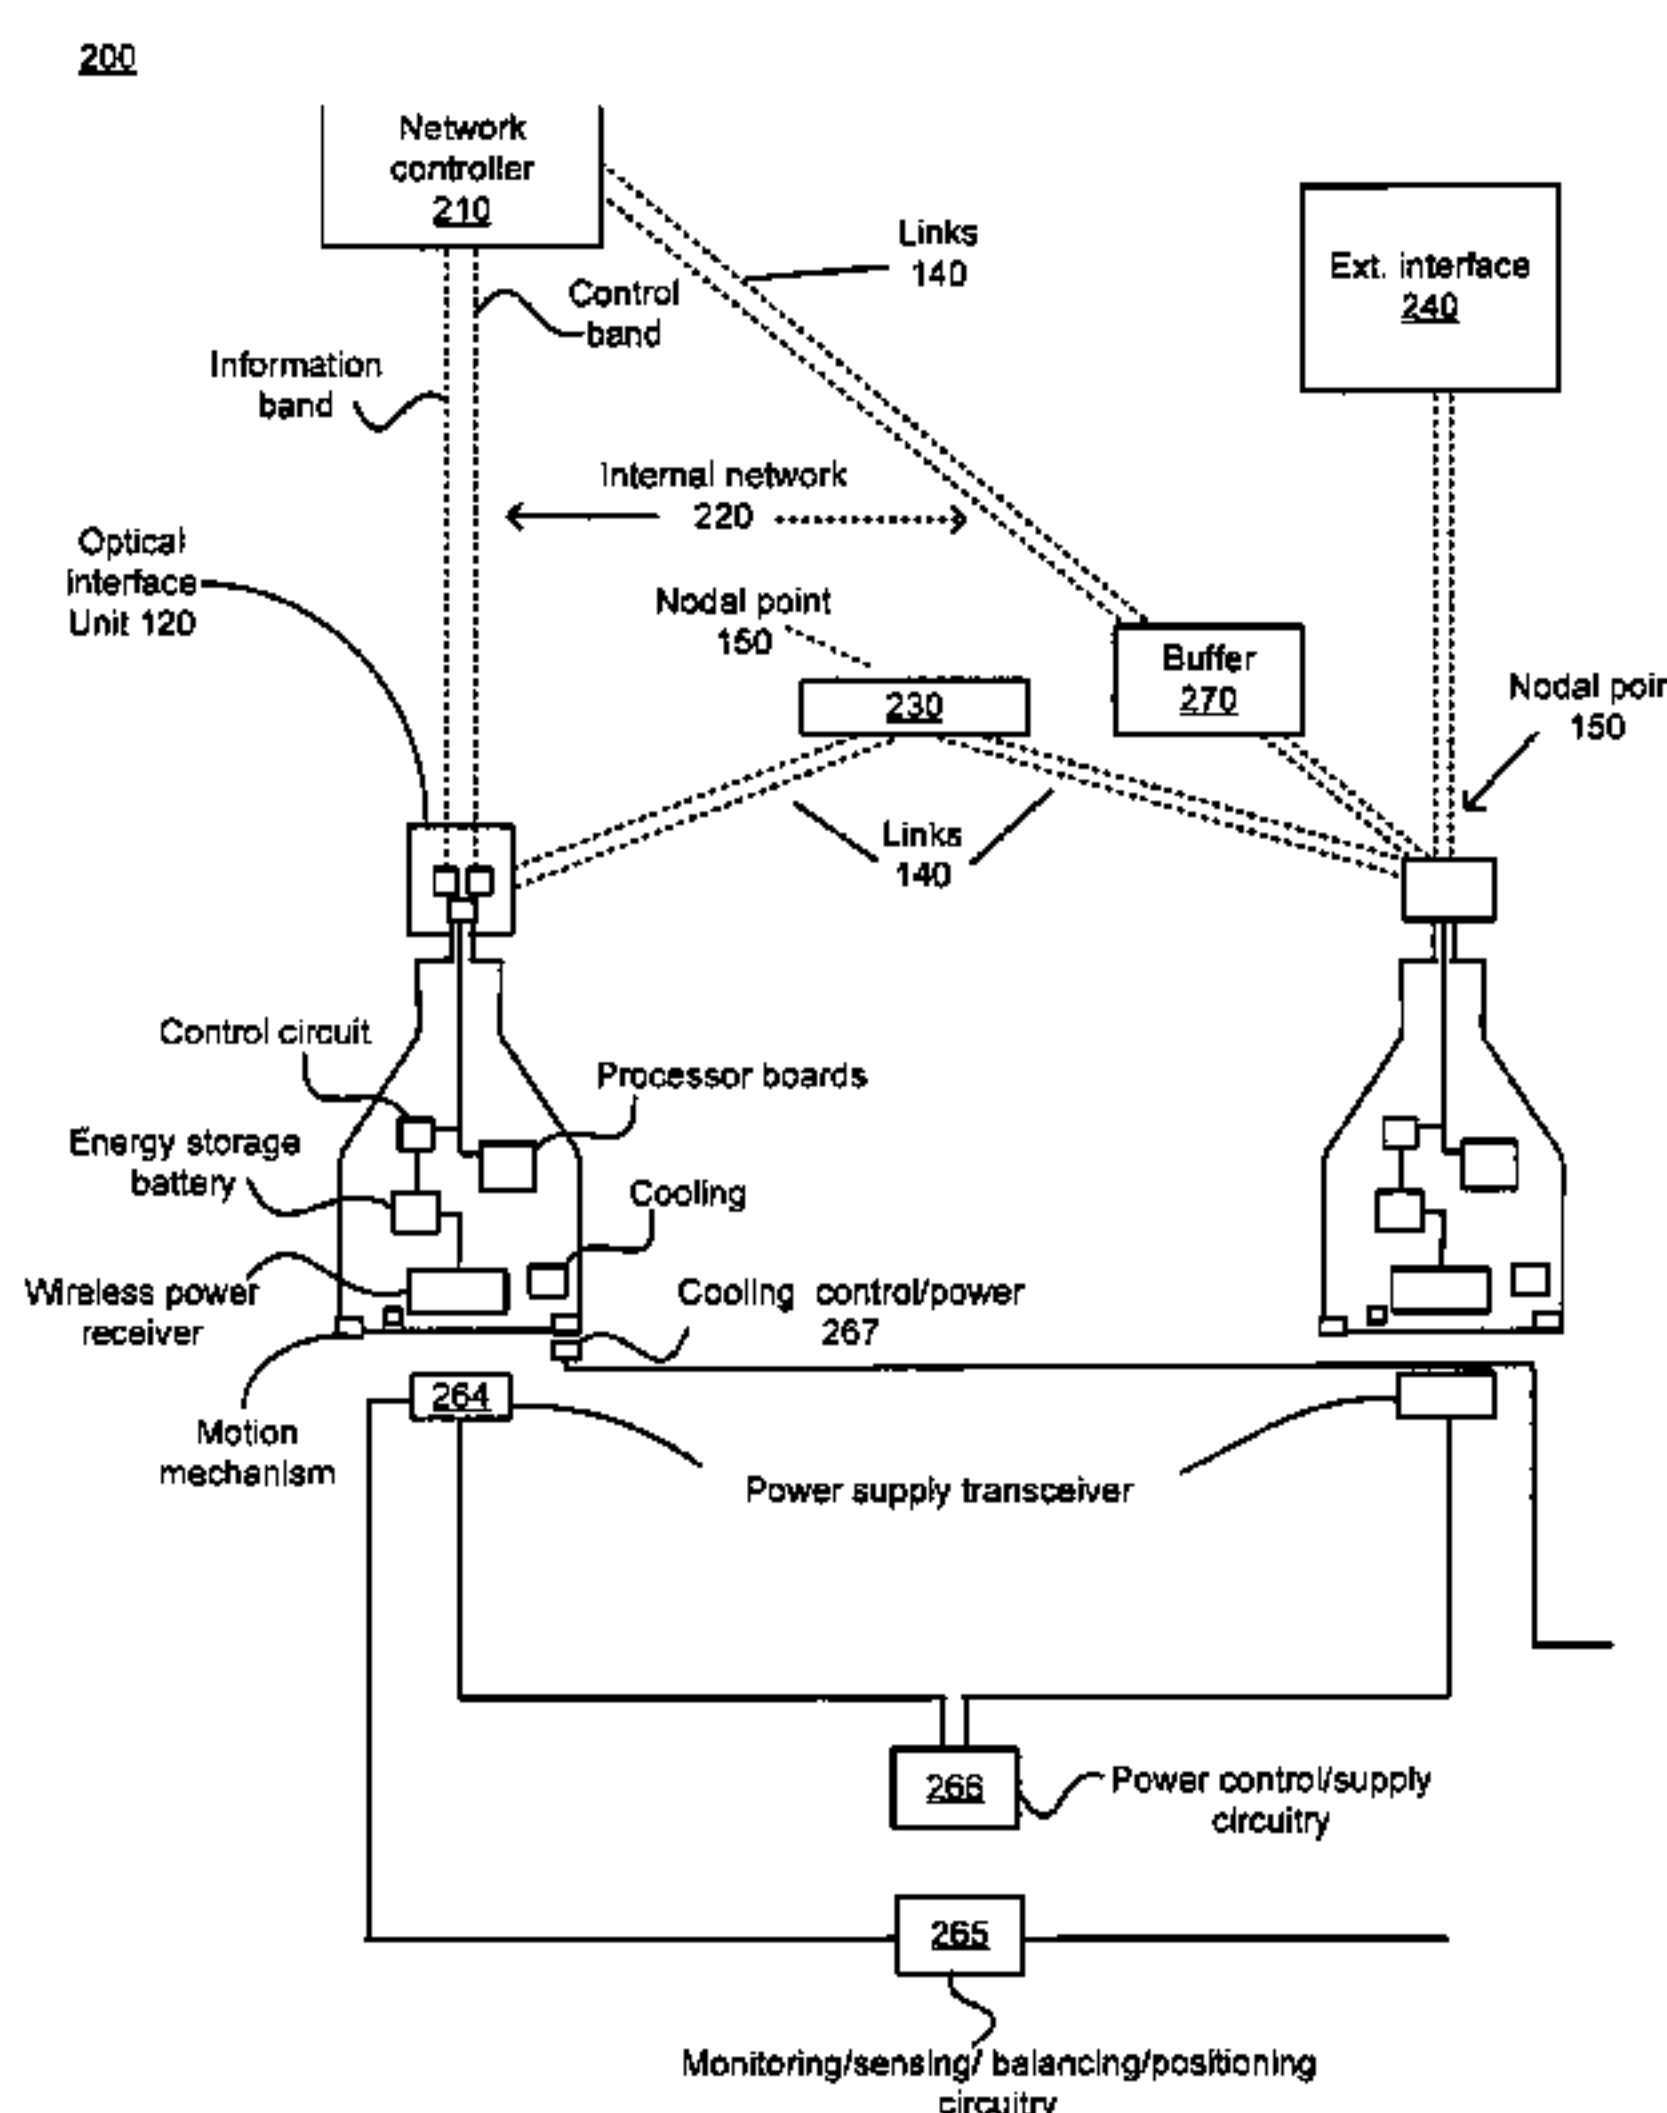 200
Network
controller
210
Links
140
Ext. interface
240
Control
band
Information
band
Internal network
220
Optical
interface
Unit 120
Nodal point
150
Buffer
270
230
Nodal poin
150
Links
140
Control circuit
Processor boards
Energy storage
battery
Cooling
Wireless power
receiver
Cooling control/power
267
264
Motion
mechanism
Power supply transceiver
266
Power control/supply
circuitry
265
Monitoring/sensing/ balancing/positioning
circuitry